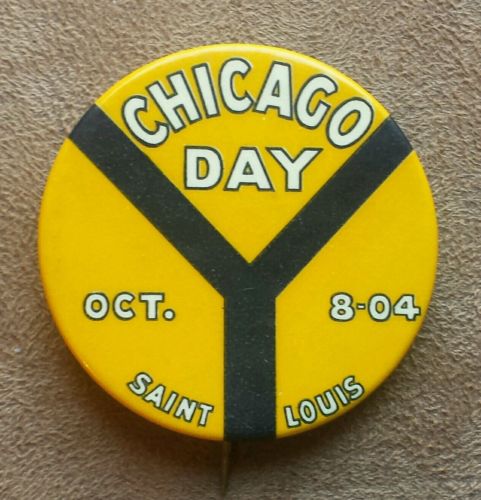 CHICAGO
DAY
OCT. 8-04
SAINT LOUIS